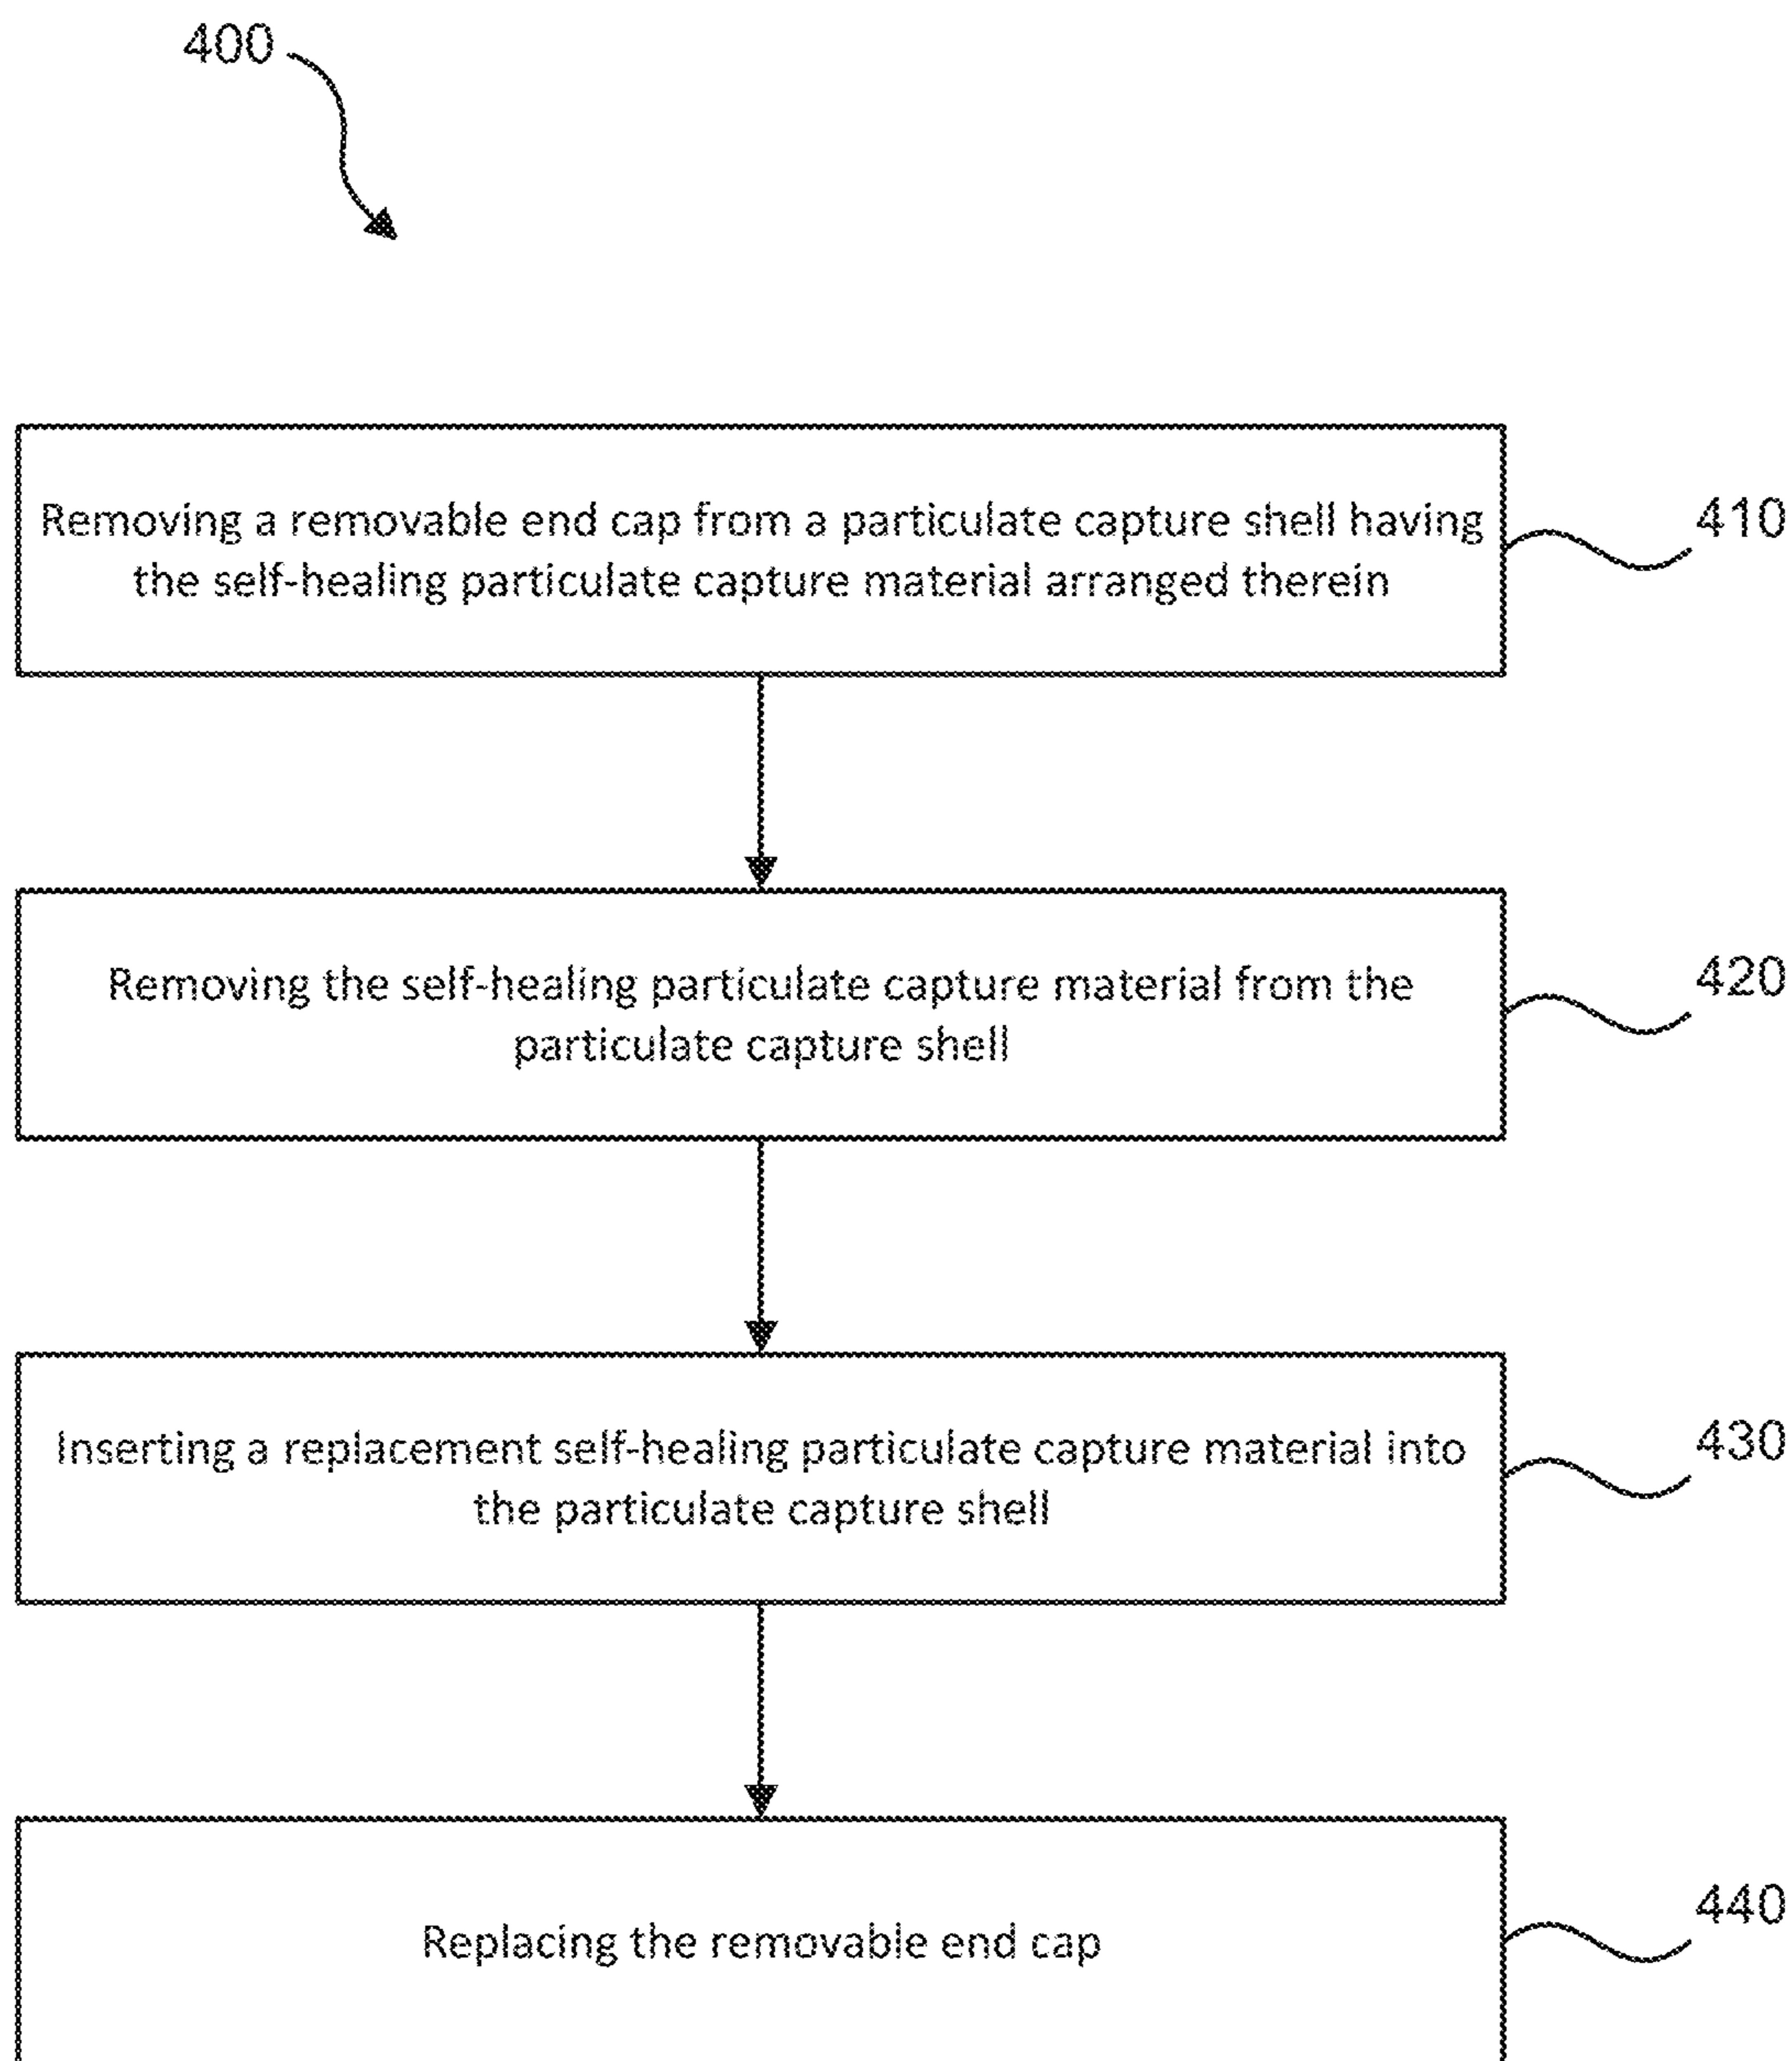 400
Removing a removable end cap from a particulate capture shell having
the self-healing particulate capture material arranged therein
410
Removing the self-healing particulate capture material from the
particulate capture shell
420
Inserting a replacement self-healing particulate capture material into
the particulate capture shell
430
Replacing the removable end cap
440